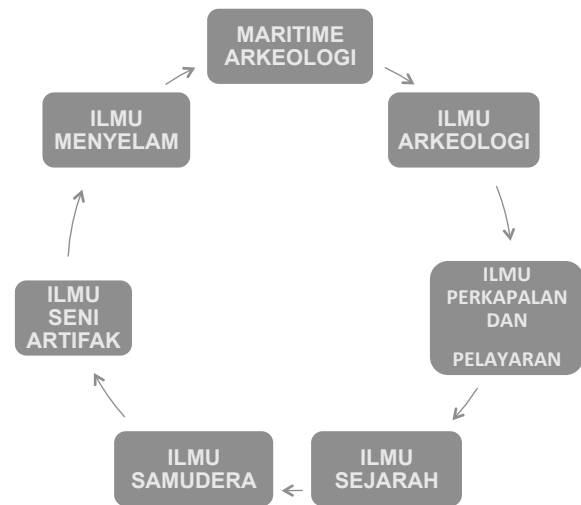 MARITIME
ARKEOLOGI
ILMU
ARKEOLOGI
ILMU
PERKAPALAN
DAN
PELAYARAN
ILMU
SEJARAH
ILMU
SAMUDERA
ILMU
SENI
ARTIFAK
ILMU
MENYELAM